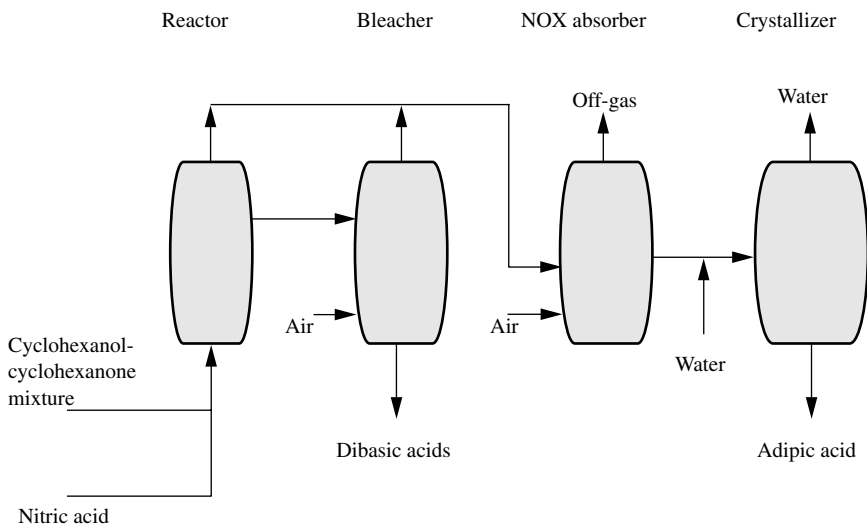 Reactor
Bleacher
NOX absorber
Crystallizer
Off-gas
Water
Air
Air
Cyclohexanol-
cyclohexanone
mixture
Water
Dibasic acids
Adipic acid
Nitric acid